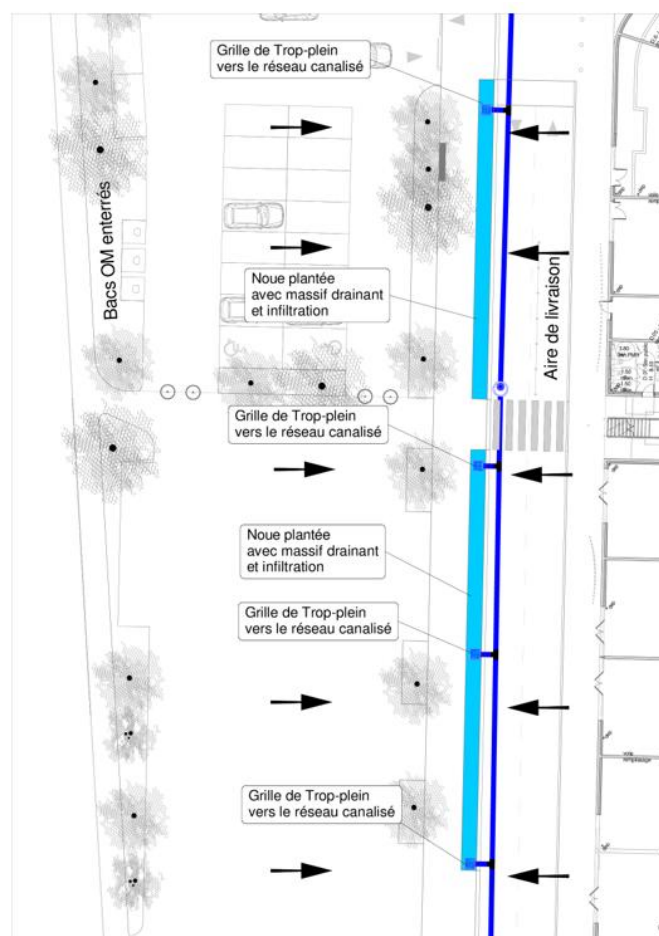 Grille de Trop-plein
vers le réseau canalisé
Bacs OM enterrés
Noue plantée
avec massif drainant
et infiltration
Aire de livraison
Grille de Trop-plein
vers le réseau canalisé
Noue plantée
avec massif drainant
et infiltration
Grille de Trop-plein
vers le réseau canalisé
Grille de Trop-plein
vers le réseau canalisé